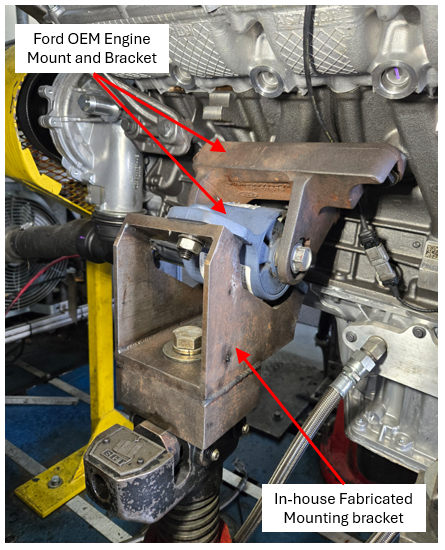 Ford OEM Engine
Mount and Bracket
In-house Fabricated
Mounting bracket